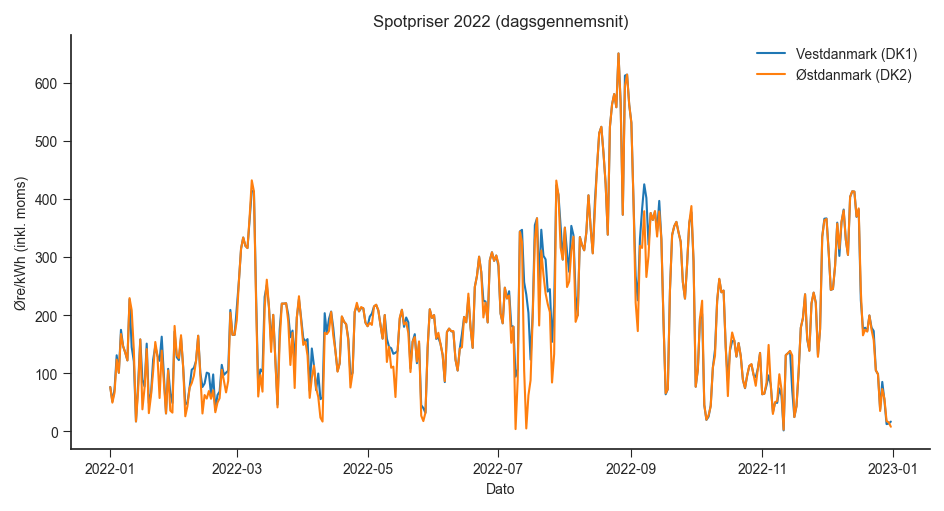 Spotpriser 2022 (dagsgennemsnit)
Vestdanmark (DK1)
Østdanmark (DK2)
Øre/kWh (inkl. moms)
600
500
400
300
200
100
0
2022-01
2022-03
2022-05
2022-07
2022-09
2022-11
2023-01
Dato